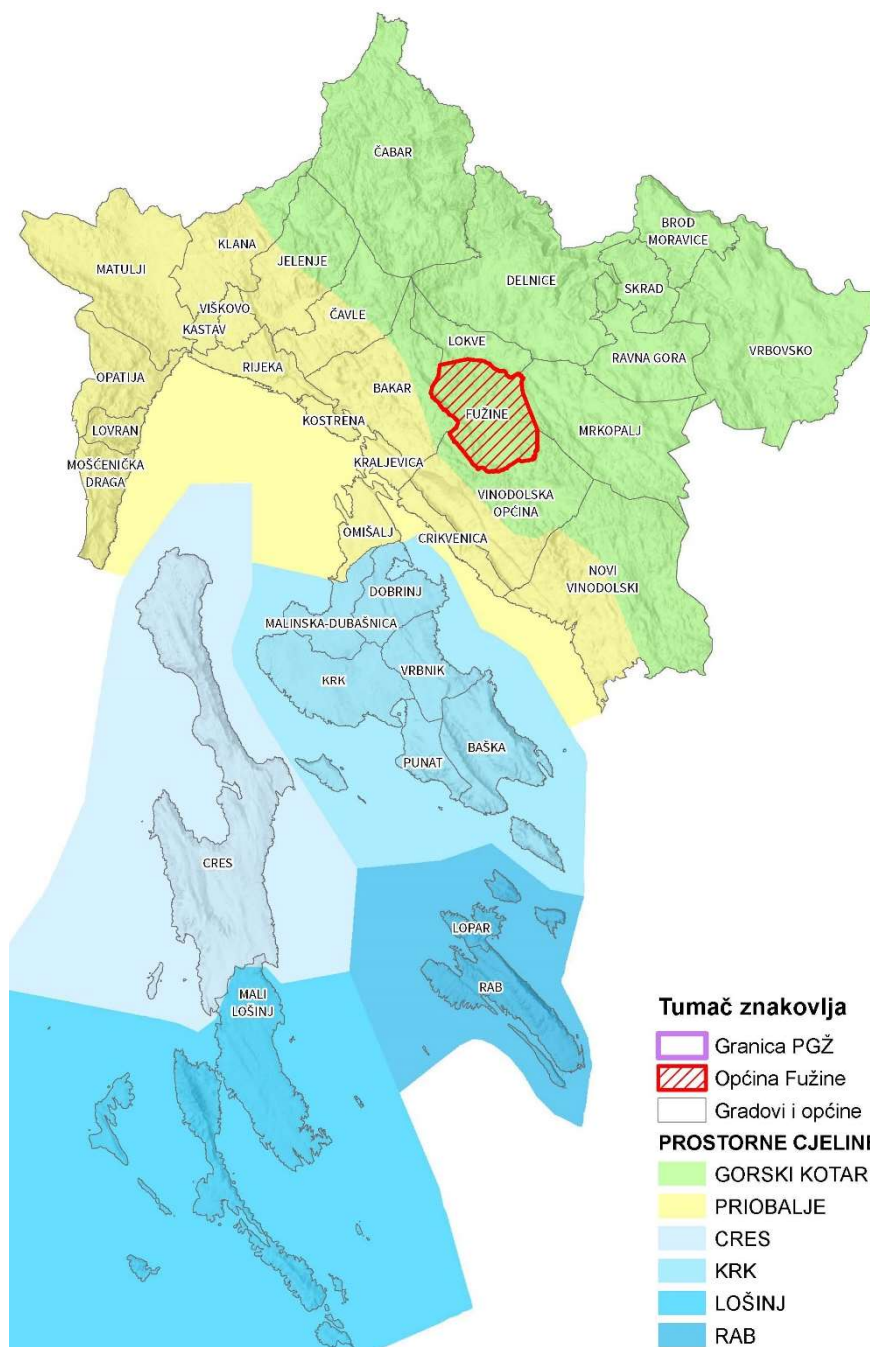 ČABAR
BROD
MORAVICE
KLANA
MATULJI
JELENJE
DELNICE
SKRAD
VIŠKOVO
ČAVLE
KASTAV
LOKVE
VRBOVSKO
RAVNA GORA
RIJEKA
OPATIJA
BAKAR
FUŽINE
KOSTRENA
LOVRAN
MRKOPALJ
MOŠĆENIČKA
DRAGA
KRALJEVICA
VINODOLSKA
OPĆINA
OMIŠALJ
CRIKVENICA
NOVI
VINODOLSKI
DOBRINJ
MALINSKA-DUBAŠNICA
VRBNIK
KRK
BAŠKA
PUNAT
CRES
LOPAR
RAB
MALI
LOŠINJ
Tumač znakovlja
Granica PGŽ
Općina Fužine
Gradovi i općine
PROSTORNE CJELINE
GORSKI KOTAR
PRIOBALJE
CRES
KRK
LOŠINJ
RAB